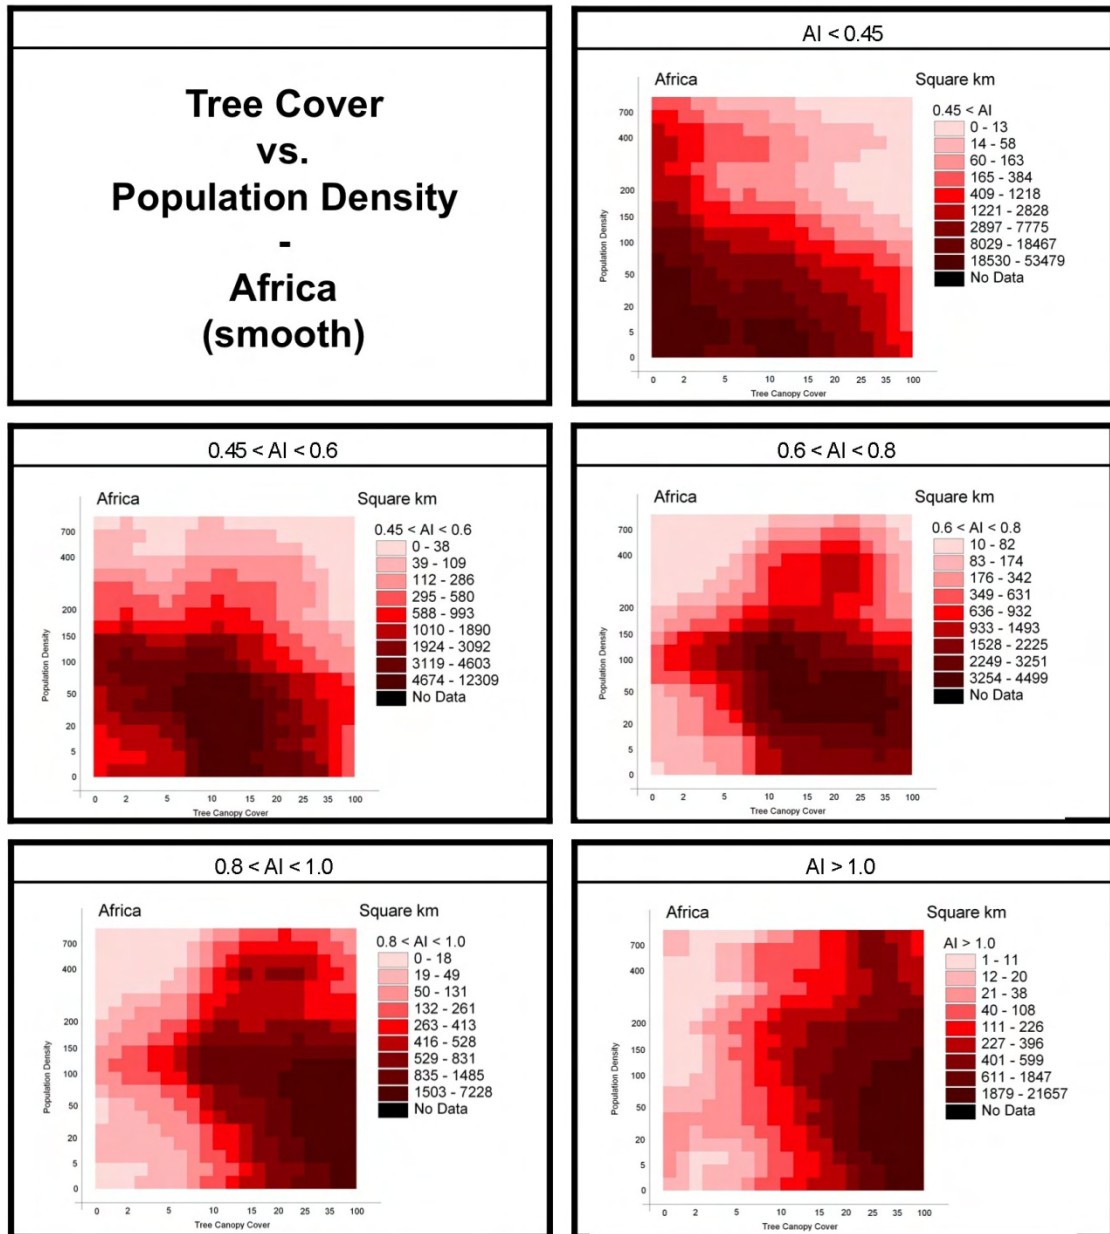 Tree Cover
vs.
Population Density
-
Africa
(smooth)
AI < 0.45
Africa
Square km
0.45 < AI
0 - 13
14 - 58
60 - 163
165 - 384
409 - 1218
1221 - 2828
2897 - 7775
8029 - 18467
18530 - 53479
No Data
Population Density
700
400
200
150
100
50
20
5
0
0 2 5 10 15 20 25 35 100
Tree Canopy Cover
0.45 < AI < 0.6
Africa
Square km
0.45 < AI < 0.6
0 - 38
39 - 109
112 - 286
295 - 580
588 - 993
1010 - 1890
1924 - 3092
3119 - 4603
4674 - 12309
No Data
Population Density
700
400
200
150
100
50
20
5
0
0 2 5 10 15 20 25 35 100
Tree Canopy Cover
0.6 < AI < 0.8
Africa
Square km
0.6 < AI < 0.8
10 - 82
83 - 174
176 - 342
349 - 631
636 - 932
933 - 1493
1528 - 2225
2249 - 3251
3254 - 4499
No Data
Population Density
700
400
200
150
100
50
20
5
0
0 2 5 10 15 20 25 35 100
Tree Canopy Cover
0.8 < AI < 1.0
Africa
Square km
0.8 < AI < 1.0
0 - 18
19 - 49
50 - 131
132 - 261
263 - 413
416 - 528
529 - 831
835 - 1485
1503 - 7228
No Data
Population Density
700
400
200
150
100
50
20
5
0
0 2 5 10 15 20 25 35 100
Tree Canopy Cover
AI > 1.0
Africa
Square km
AI > 1.0
1 - 11
12 - 20
21 - 38
40 - 108
111 - 226
227 - 396
401 - 599
611 - 1847
1879 - 21657
No Data
Population Density
700
400
200
150
100
50
20
5
0
0 2 5 10 15 20 25 35 100
Tree Canopy Cover